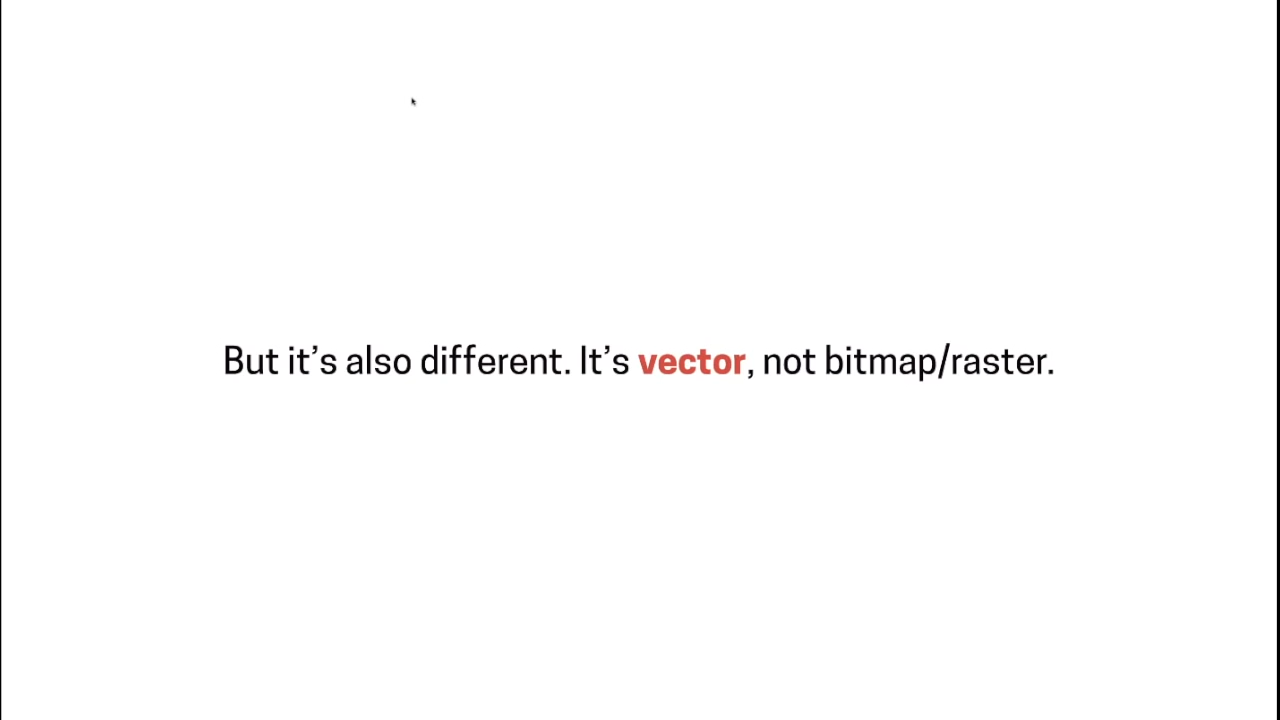 But it’s also different. It’s vector, not bitmap/raster.